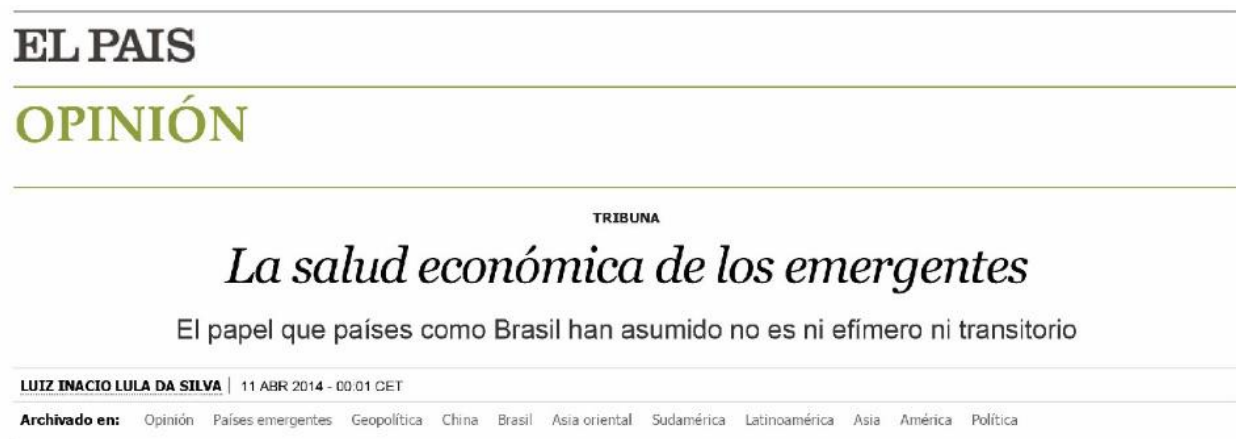 EL PAIS
OPINIÓN
TRIBUNA
La salud económica de los emergentes
El papel que países como Brasil han asumido no es ni efímero ni transitorio
LUIZ INACIO LULA DA SILVA | 11 ABR 2014 - 00:01 CET
Archivado en: Opinión Países emergentes Geopolítica China Brasil Asia oriental Sudamérica Latinoamérica Asia América Política